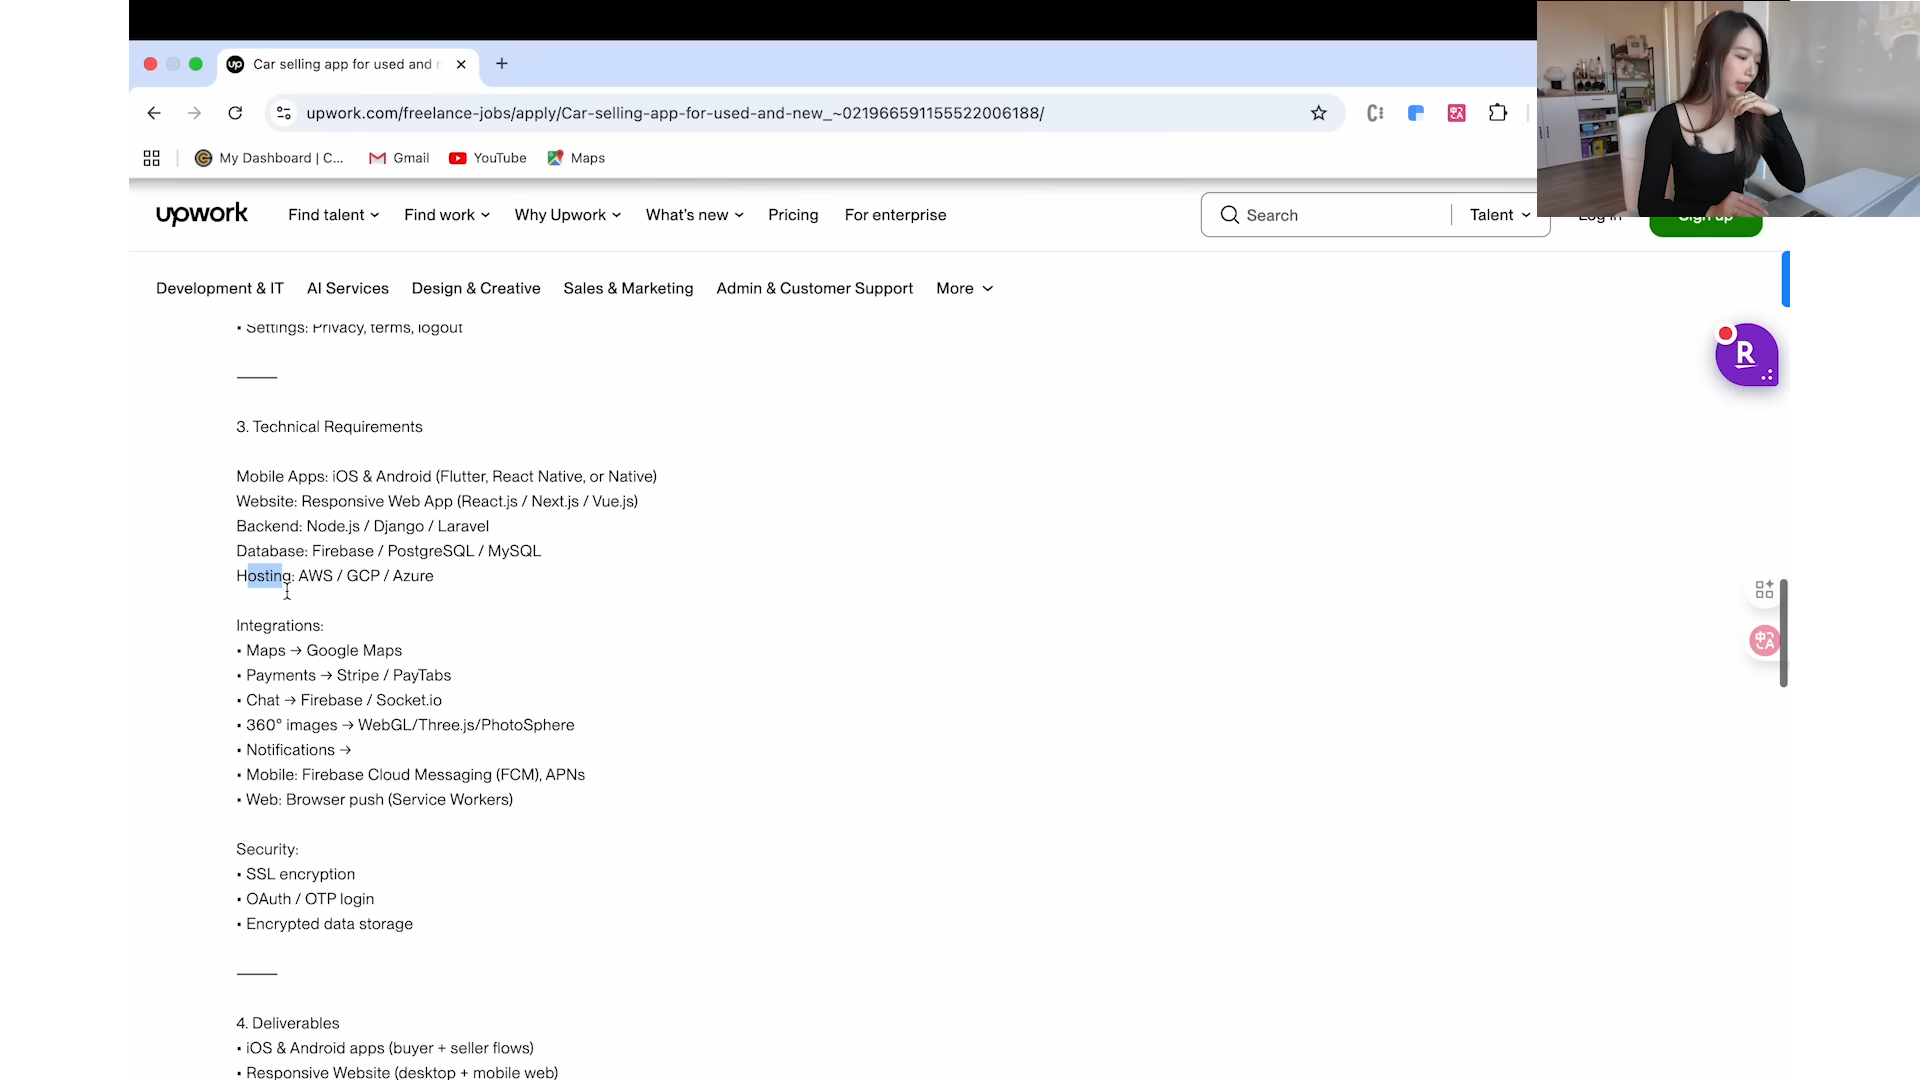 up Car selling app for used and n
upwork.com/freelance-jobs/apply/Car-selling-app-for-used-and-new_~021966591155522006188/
My Dashboard | C... Gmail YouTube Maps
upwork Find talent Find work Why Upwork What's new Pricing For enterprise Search Talent Log in Sign up
Development & IT AI Services Design & Creative Sales & Marketing Admin & Customer Support More
• Settings: Privacy, terms, logout
R
3. Technical Requirements
Mobile Apps: iOS & Android (Flutter, React Native, or Native)
Website: Responsive Web App (React.js / Next.js / Vue.js)
Backend: Node.js / Django / Laravel
Database: Firebase / PostgreSQL / MySQL
Hosting: AWS / GCP / Azure
Integrations:
• Maps → Google Maps
• Payments → Stripe / PayTabs
• Chat → Firebase / Socket.io
• 360° images → WebGL/Three.js/PhotoSphere
• Notifications →
• Mobile: Firebase Cloud Messaging (FCM), APNs
• Web: Browser push (Service Workers)
Security:
• SSL encryption
• OAuth / OTP login
• Encrypted data storage
4. Deliverables
• iOS & Android apps (buyer + seller flows)
• Responsive Website (desktop + mobile web)